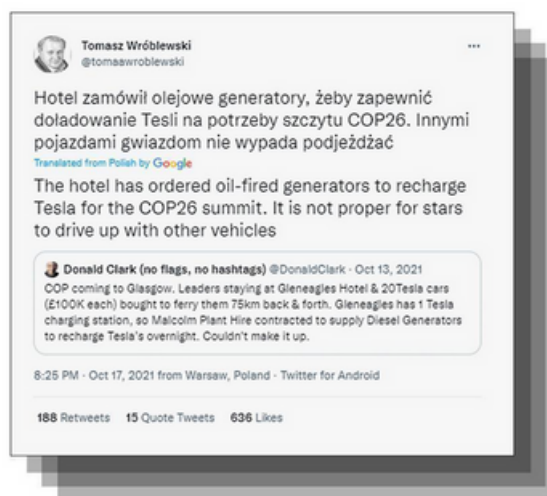 Tomasz Wróblewski
@tomaawroblewski
Hotel zamówił olejowe generatory, żeby zapewnić
doładowanie Tesli na potrzeby szczytu COP26. Innymi
pojazdami gwiazdom nie wypada podjeżdżać
Translated from Polish by Google
The hotel has ordered oil-fired generators to recharge
Tesla for the COP26 summit. It is not proper for stars
to drive up with other vehicles
Donald Clark (no flags, no hashtags) @DonaldClark · Oct 13, 2021
COP coming to Glasgow. Leaders staying at Gleneagles Hotel & 20Tesla cars
(£100K each) bought to ferry them 75km back & forth. Gleneagles has 1 Tesla
charging station, so Malcolm Plant Hire contracted to supply Diesel Generators
to recharge Tesla's overnight. Couldn't make it up.
8:25 PM · Oct 17, 2021 from Warsaw, Poland · Twitter for Android
188 Retweets 15 Quote Tweets 636 Likes